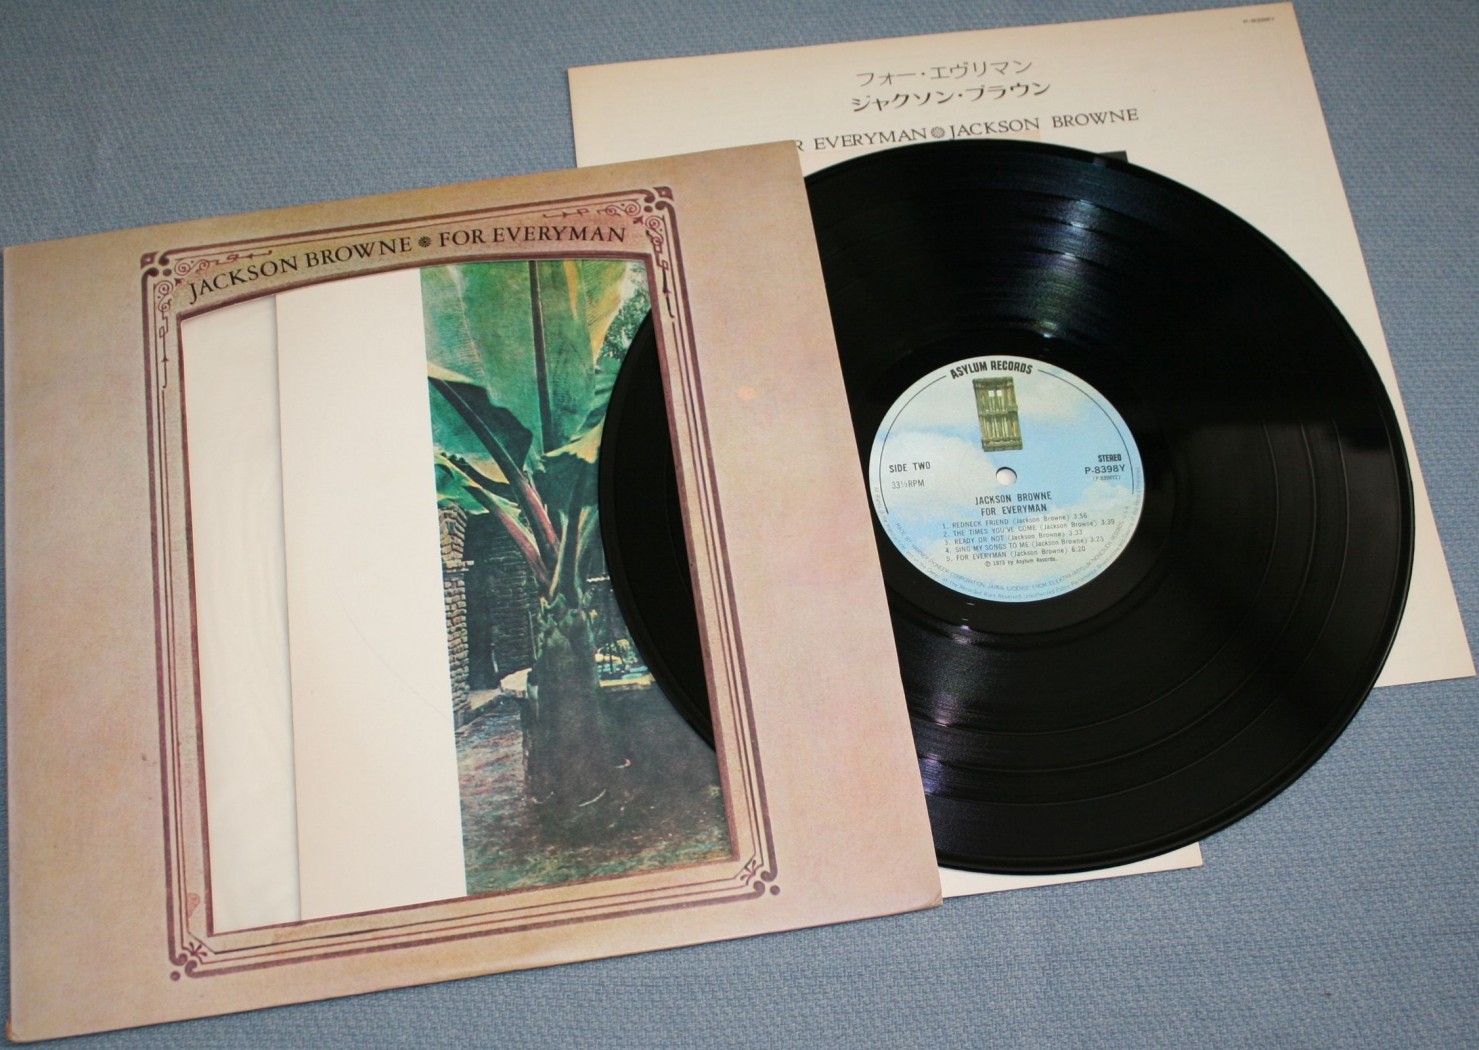 フォー・エヴリマン
ジャクソン・ブラウン
R EVERYMAN JACKSON BROWNE
JACKSON BROWNE FOR EVERYMAN
ASYLUM RECORDS
SIDE TWO
33⅓RPM
STEREO
P-8398Y
JACKSON BROWNE
FOR EVERYMAN
1. REDNECK FRIEND (Jackson Browne) 3:56
2. THE TIMES YOU'VE COME (Jackson Browne) 3:39
3. READY OR NOT (Jackson Browne) 3:33
4. SING MY SONGS TO ME (Jackson Browne) 3:23
5. FOR EVERYMAN (Jackson Browne) 6:20
℗ 1973 by Asylum Records.